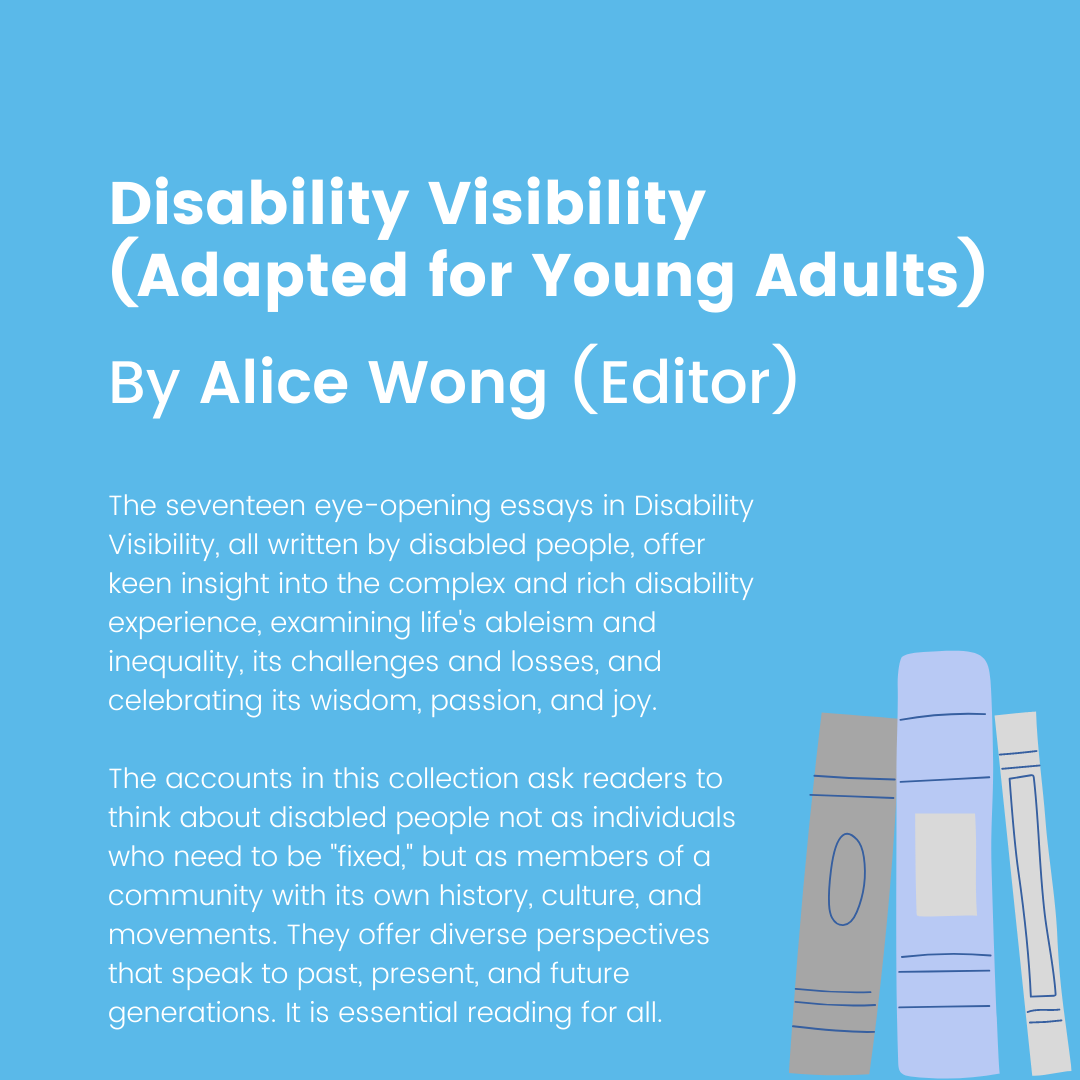 Disability Visibility
(Adapted for Young Adults)
By Alice Wong (Editor)
The seventeen eye-opening essays in Disability
Visibility, all written by disabled people, offer
keen insight into the complex and rich disability
experience, examining life's ableism and
inequality, its challenges and losses, and
celebrating its wisdom, passion, and joy.
The accounts in this collection ask readers to
think about disabled people not as individuals
who need to be "fixed," but as members of a
community with its own history, culture, and
movements. They offer diverse perspectives
that speak to past, present, and future
generations. It is essential reading for all.